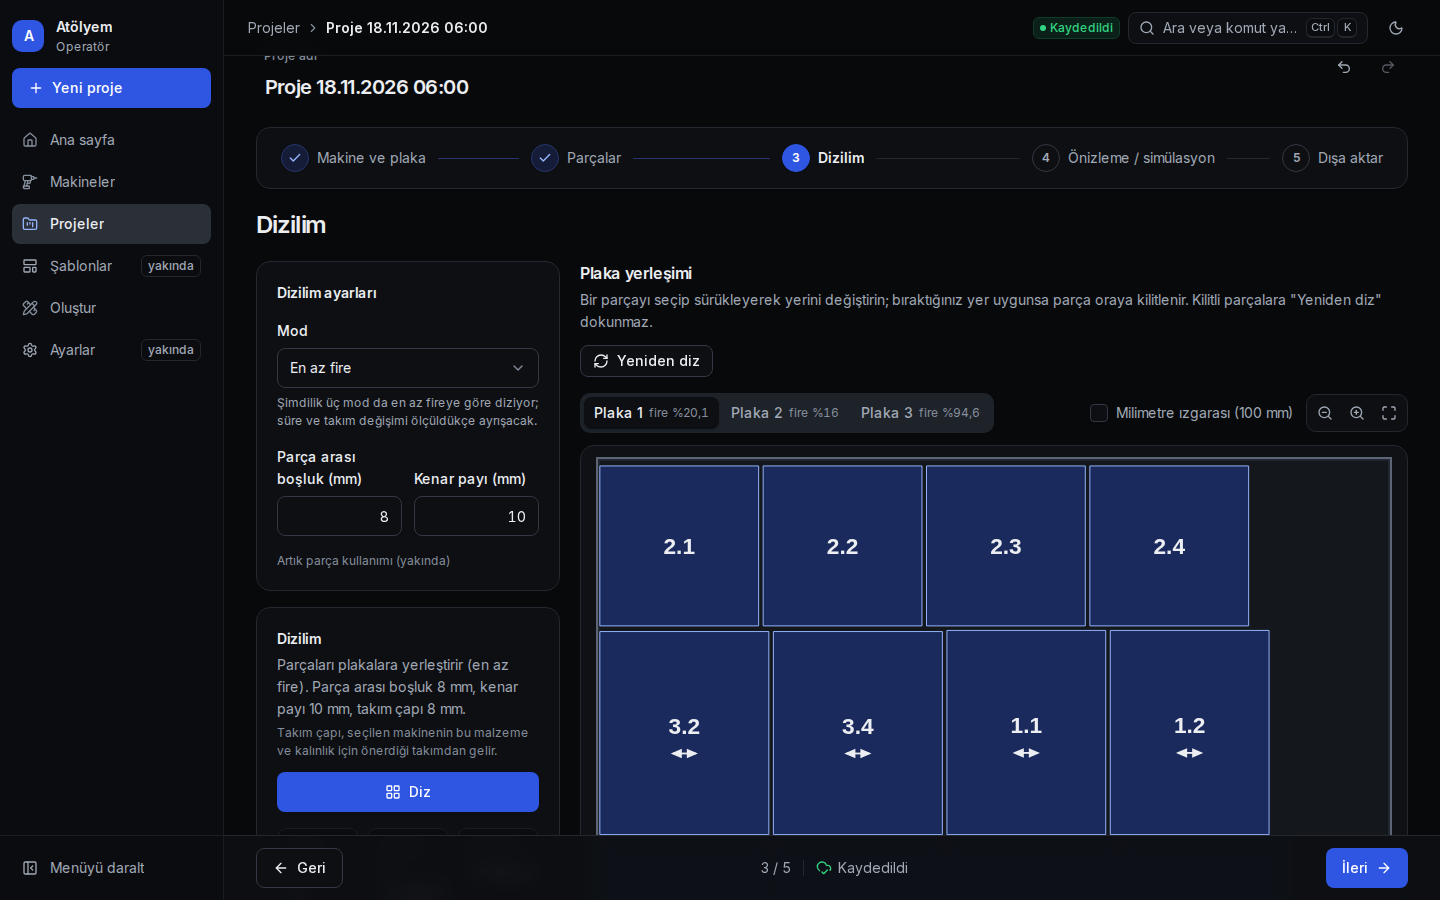 A
Atölyem
Operatör
Yeni proje
Ana sayfa
Makineler
Projeler
Şablonlar
yakında
Oluştur
Ayarlar
yakında
Menüyü daralt
Projeler
Proje 18.11.2026 06:00
Kaydedildi
Ara veya komut ya...
Ctrl
K
Proje adı
Proje 18.11.2026 06:00
Makine ve plaka
Parçalar
3
Dizilim
4
Önizleme / simülasyon
5
Dışa aktar
Dizilim
Dizilim ayarları
Mod
En az fire
Şimdilik üç mod da en az fireye göre diziyor;
süre ve takım değişimi ölçüldükçe ayrışacak.
Parça arası
boşluk (mm)
Kenar payı (mm)
8
10
Artık parça kullanımı (yakında)
Dizilim
Parçaları plakalara yerleştir (en az
fire). Parça arası boşluk 8 mm, kenar
payı 10 mm, takım çapı 8 mm.
Takım çapı, seçilen makinenin bu malzeme
ve kalınlık için önerdiği takımdan gelir.
Diz
Plaka yerleşimi
Bir parçayı seçip sürükleyerek yerini değiştirin; bıraktığınız yer uygunsa parça oraya kilitlenir. Kilitli parçalara "Yeniden diz"
dokunmaz.
Yeniden diz
Plaka 1 fire %20,1
Plaka 2 fire %16
Plaka 3 fire %94,6
Milimetre ızgarası (100 mm)
2.1
2.2
2.3
2.4
3.2
3.4
1.1
1.2
Geri
3 / 5
Kaydedildi
İleri